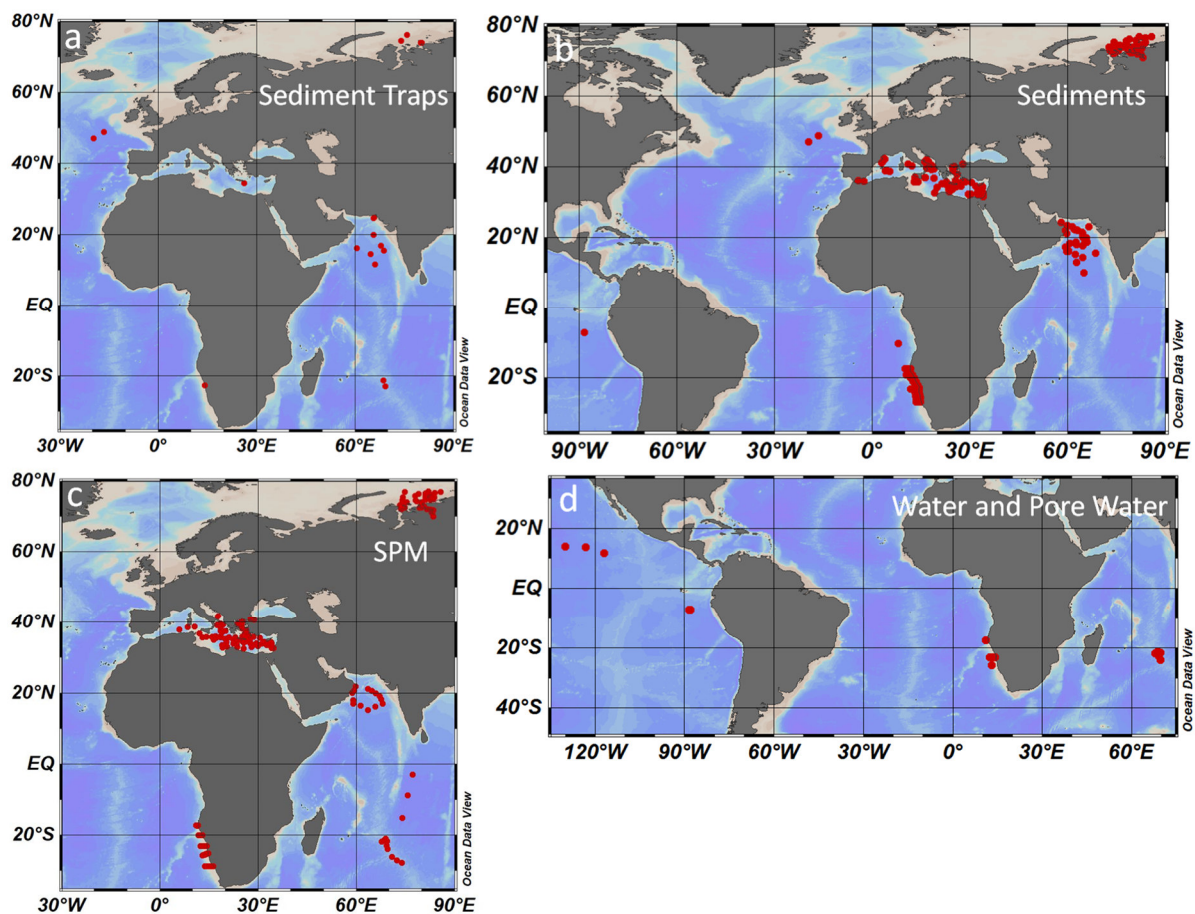 a
Sediment Traps
80°N
60°N
40°N
20°N
EQ
20°S
30°W 0° 30°E 60°E 90°E
Ocean Data View
b
Sediments
80°N
60°N
40°N
20°N
EQ
20°S
100°W 60°W 30°W 0° 30°E 60°E 90°E
Ocean Data View
c
SPM
80°N
60°N
40°N
20°N
EQ
20°S
30°W 0° 30°E 60°E 90°E
Ocean Data View
d
Water and Pore Water
20°N
EQ
20°S
40°S
120°W 90°W 60°W 30°W 0° 30°E 60°E
Ocean Data View